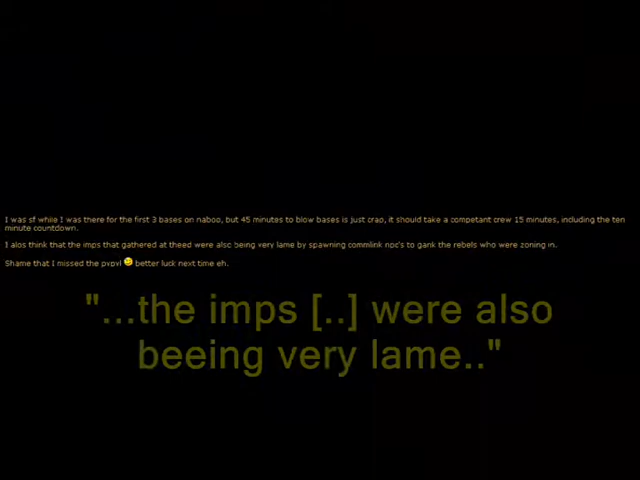 I was sf while I was there for the first 3 bases on naboo, but 45 minutes to blow bases is just crap, it should take a competant crew 15 minutes, including the ten
minute countdown.
I alos think that the imps that gathered at theed were also being very lame by spawning commlink npc's to gank the rebels who were zoning in.
Shame that I missed the pvpyl better luck next time eh.
"...the imps [..] were also
beeing very lame.."